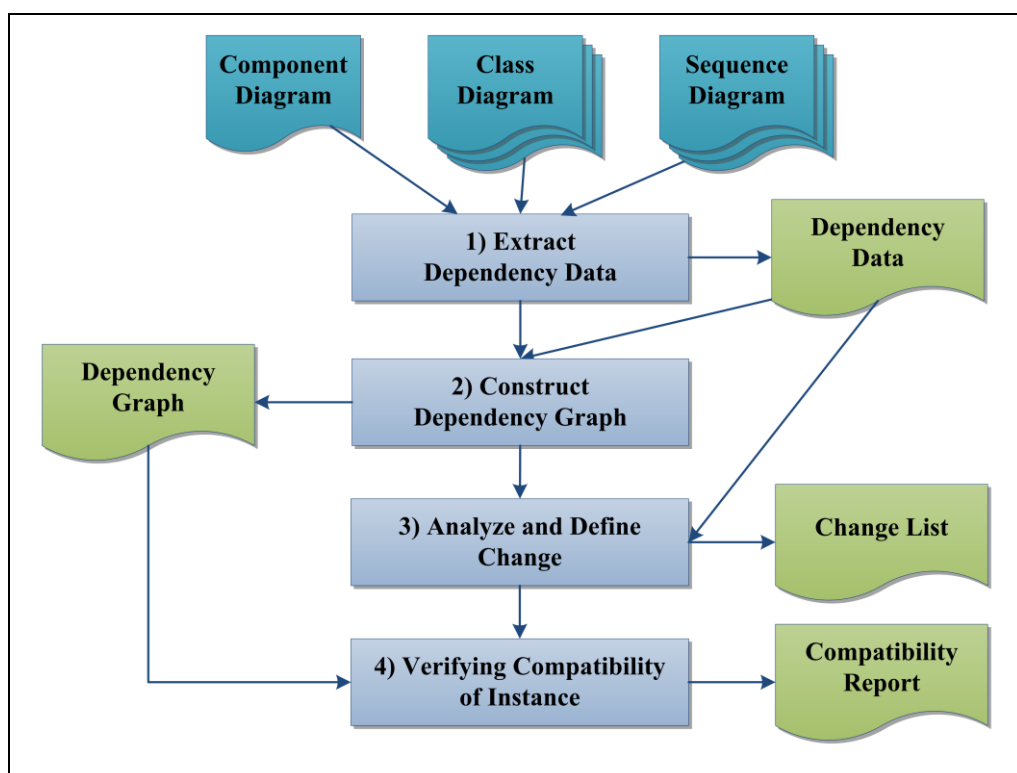 Component
Diagram
Class
Diagram
Sequence
Diagram
1) Extract
Dependency Data
Dependency
Data
Dependency
Graph
2) Construct
Dependency Graph
3) Analyze and Define
Change
Change List
4) Verifying Compatibility
of Instance
Compatibility
Report